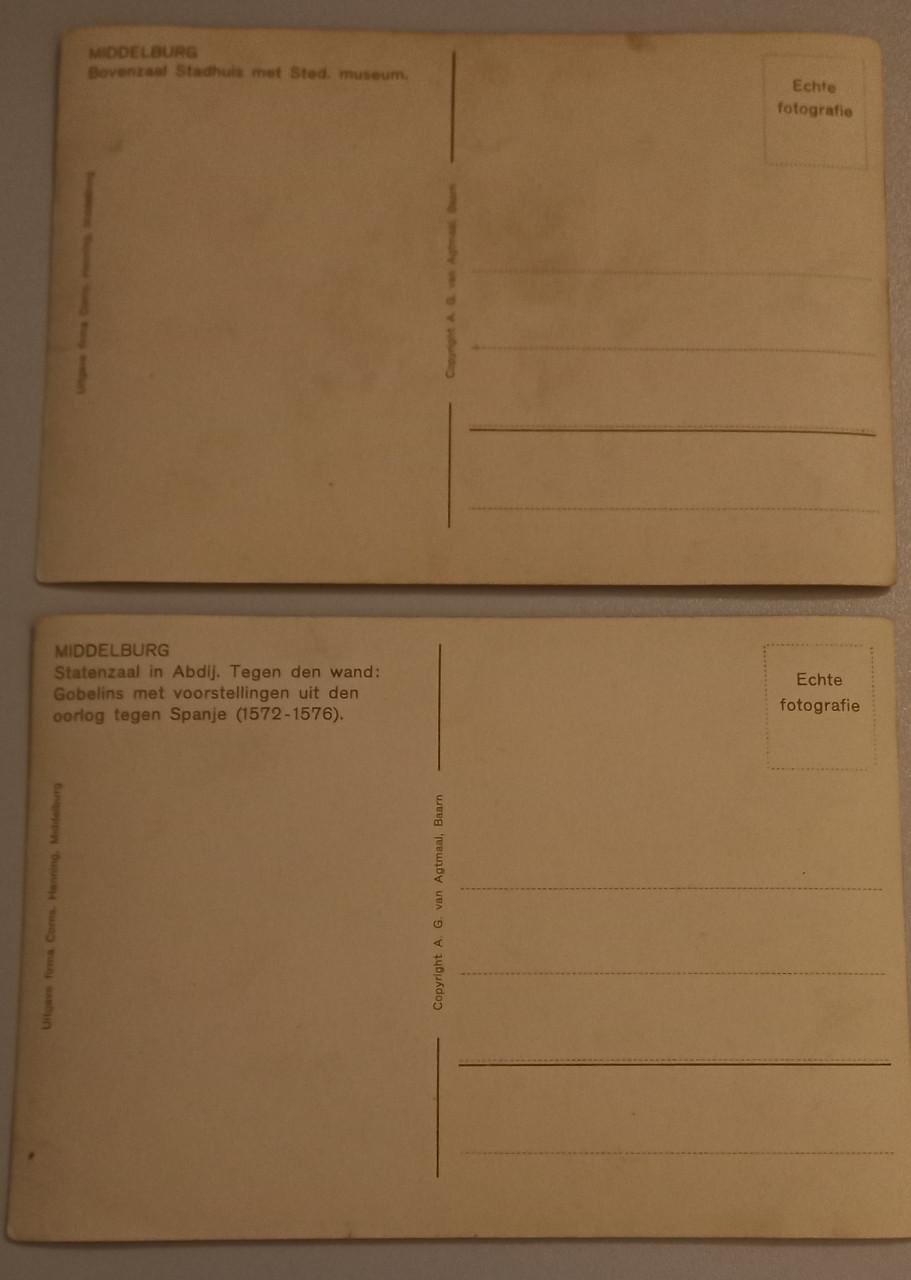 MIDDELBURG
Bovenzaal Stadhuis met Sted. museum.
Echte
fotografie
Uitgave firma Corns. Henning, Middelburg
Copyright A. G. van Agtmaal, Baarn
MIDDELBURG
Statenzaal in Abdij. Tegen den wand:
Gobelins met voorstellingen uit den
oorlog tegen Spanje (1572-1576).
Echte
fotografie
Uitgave firma Corns. Henning, Middelburg
Copyright A. G. van Agtmaal, Baarn